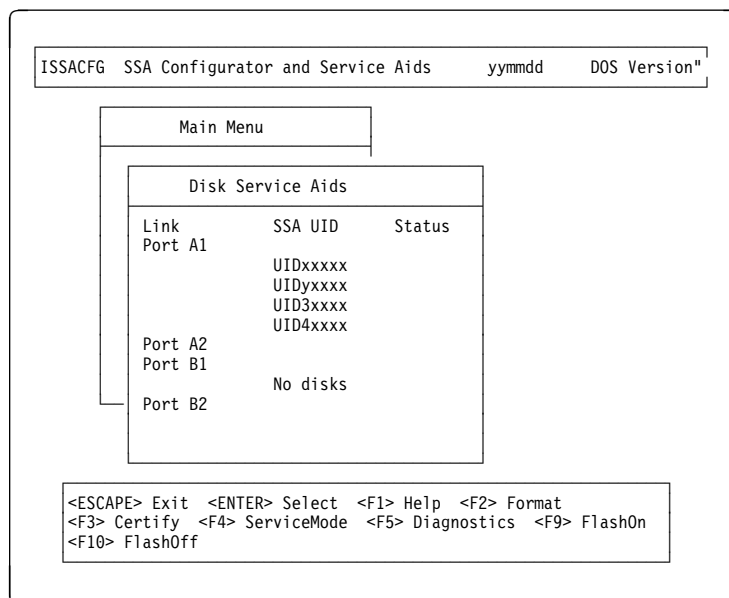 ISSACFG SSA Configurator and Service Aids yymmdd DOS Version"
Main Menu
Disk Service Aids
Link SSA UID Status
Port A1
UIDxxxxx
UIDyxxxx
UID3xxxx
UID4xxxx
Port A2
Port B1
No disks
Port B2
<ESCAPE> Exit <ENTER> Select <F1> Help <F2> Format
<F3> Certify <F4> ServiceMode <F5> Diagnostics <F9> FlashOn
<F10> FlashOff